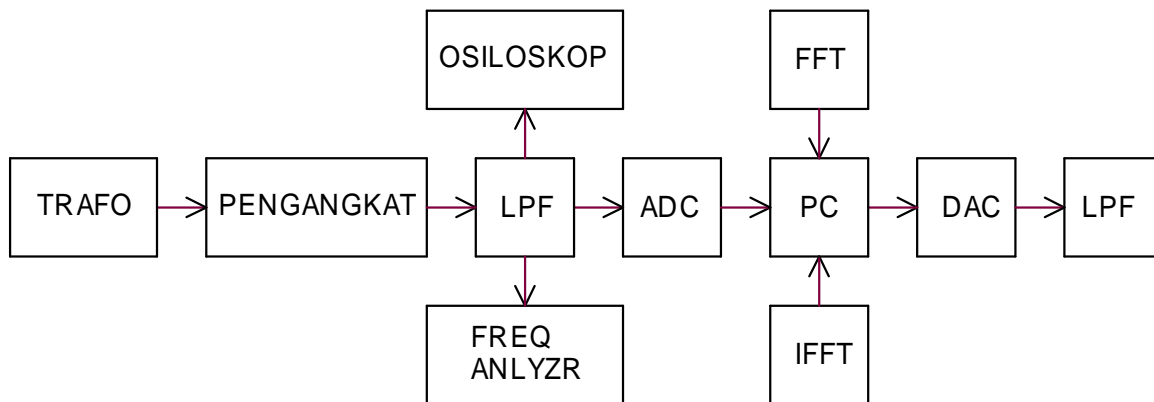 OSILOSKOP
FFT
TRAFO
PENGANGKAT
LPF
ADC
PC
DAC
LPF
FREQ
ANLYZR
IFFT